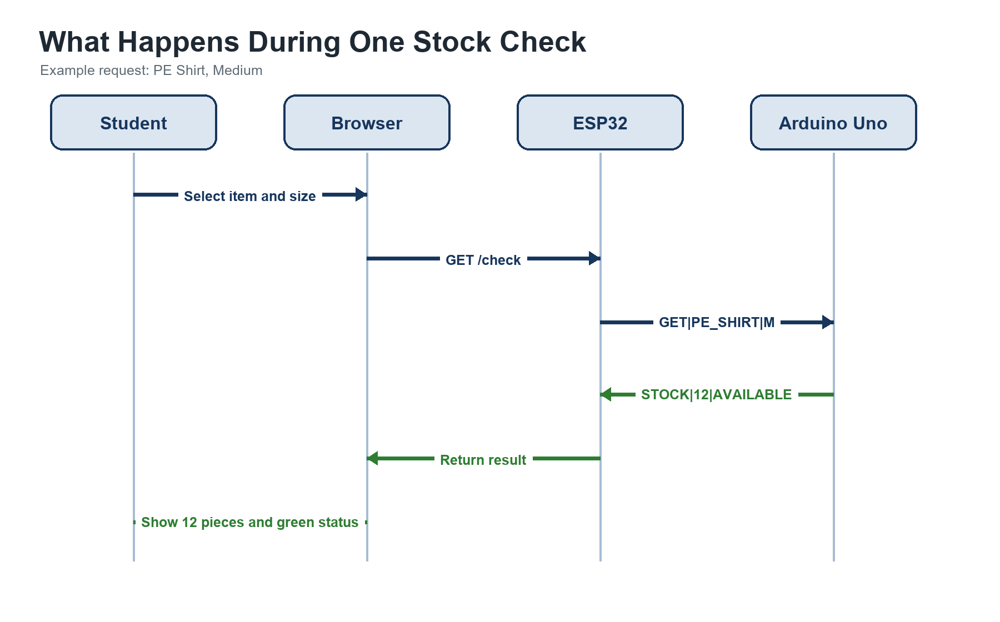 What Happens During One Stock Check
Example request: PE Shirt, Medium
Student
Browser
ESP32
Arduino Uno
Select item and size
GET /check
GET|PE_SHIRT|M
STOCK|12|AVAILABLE
Return result
Show 12 pieces and green status